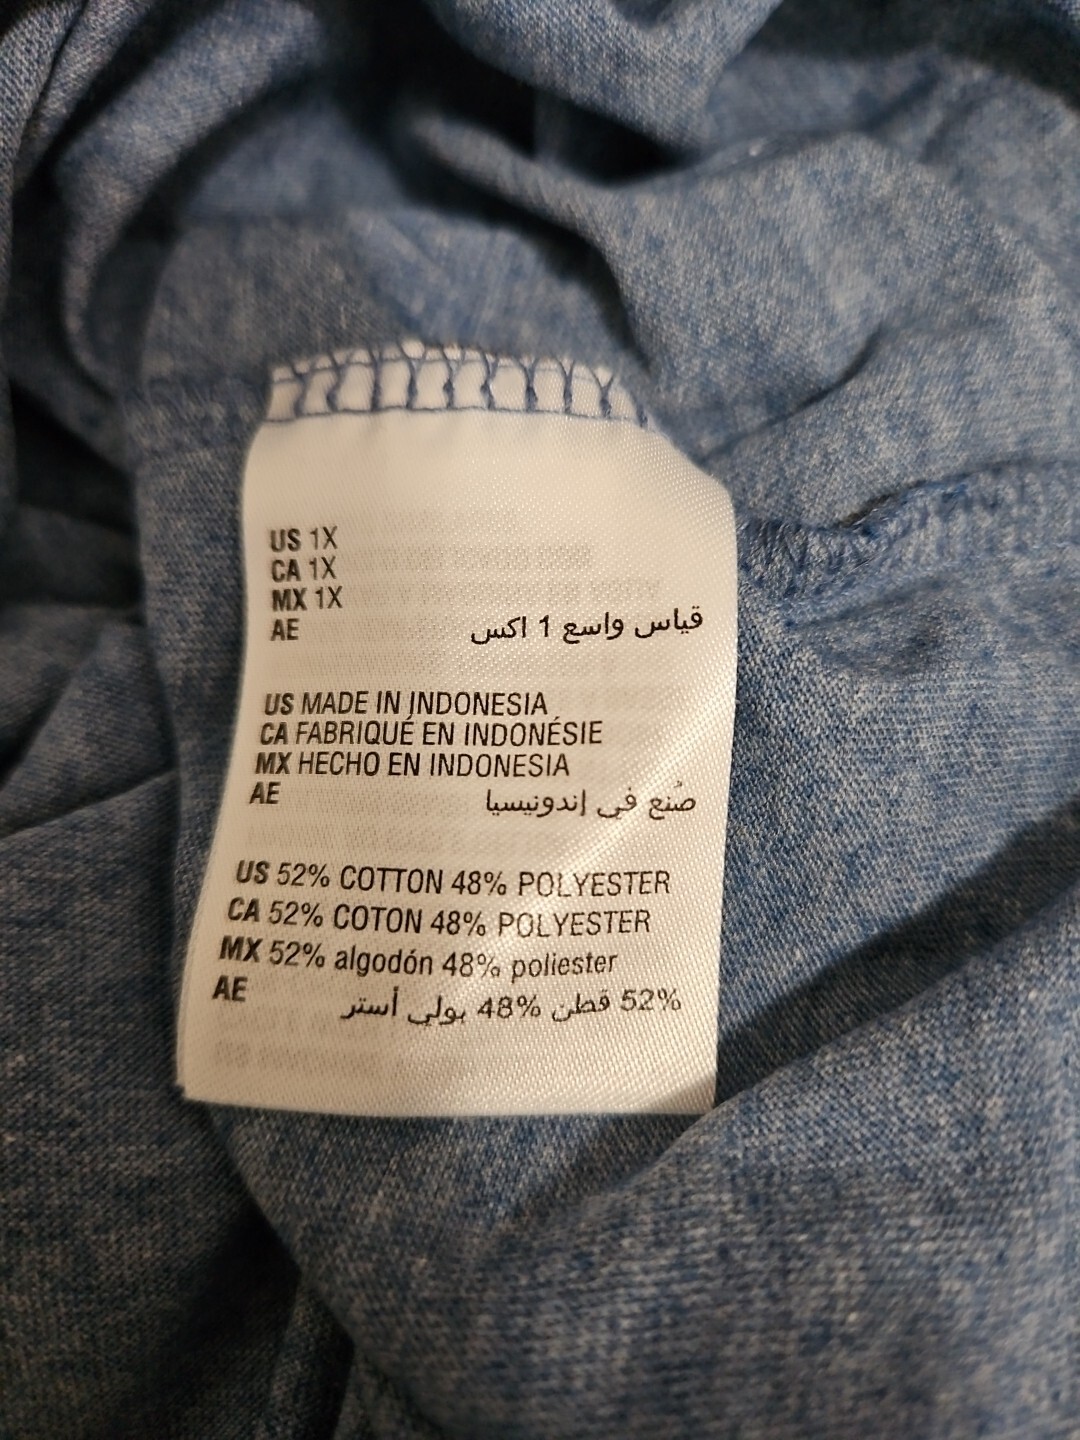 US 1X
CA 1X
MX 1X
AE قياس واسع 1 اكس
US MADE IN INDONESIA
CA FABRIQUÉ EN INDONÉSIE
MX HECHO EN INDONESIA
AE صُنع في إندونيسيا
US 52% COTTON 48% POLYESTER
CA 52% COTON 48% POLYESTER
MX 52% algodón 48% poliester
AE 52% قطن 48% بولي أستر